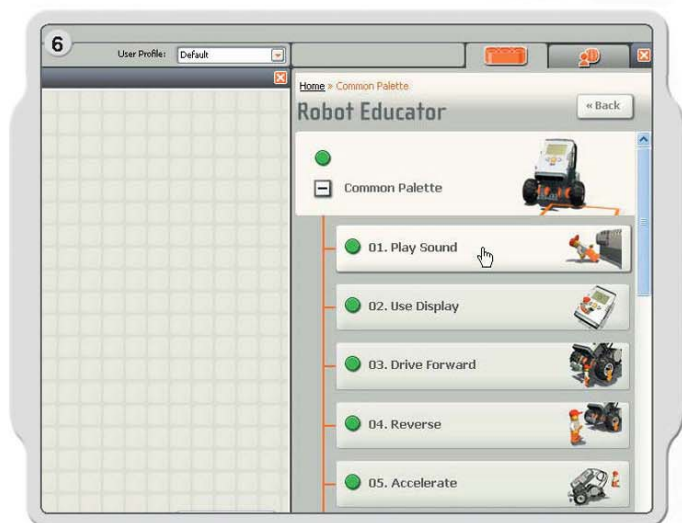 6
User Profile: Default
Home » Common Palette
Robot Educator
« Back
Common Palette
01. Play Sound
02. Use Display
03. Drive Forward
04. Reverse
05. Accelerate